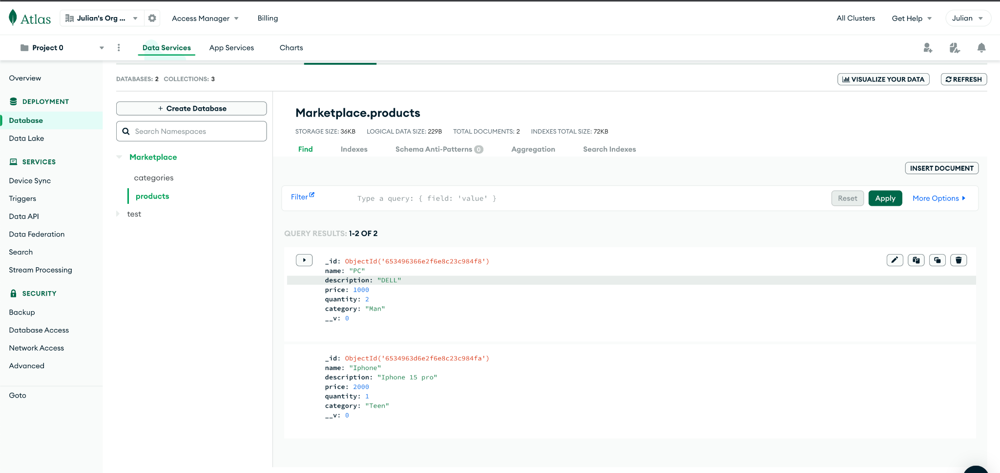 Atlas
Julian's Org ...
Access Manager
Billing
All Clusters
Get Help
Julian
Project 0
Data Services
App Services
Charts
Overview
DEPLOYMENT
Database
Data Lake
SERVICES
Device Sync
Triggers
Data API
Data Federation
Search
Stream Processing
SECURITY
Backup
Database Access
Network Access
Advanced
Goto
DATABASES: 2 COLLECTIONS: 3
VISUALIZE YOUR DATA
REFRESH
+ Create Database
Search Namespaces
Marketplace
categories
products
test
Marketplace.products
STORAGE SIZE: 36KB LOGICAL DATA SIZE: 229B TOTAL DOCUMENTS: 2 INDEXES TOTAL SIZE: 72KB
Find Indexes Schema Anti-Patterns 0 Aggregation Search Indexes
INSERT DOCUMENT
Filter Type a query: { field: 'value' } Reset Apply More Options
QUERY RESULTS: 1-2 OF 2
_id: ObjectId('653496366e2f6e8c23c984f8')
name: "PC"
description: "DELL"
price: 1000
quantity: 2
category: "Man"
__v: 0
_id: ObjectId('6534963d6e2f6e8c23c984fa')
name: "Iphone"
description: "Iphone 15 pro"
price: 2000
quantity: 1
category: "Teen"
__v: 0